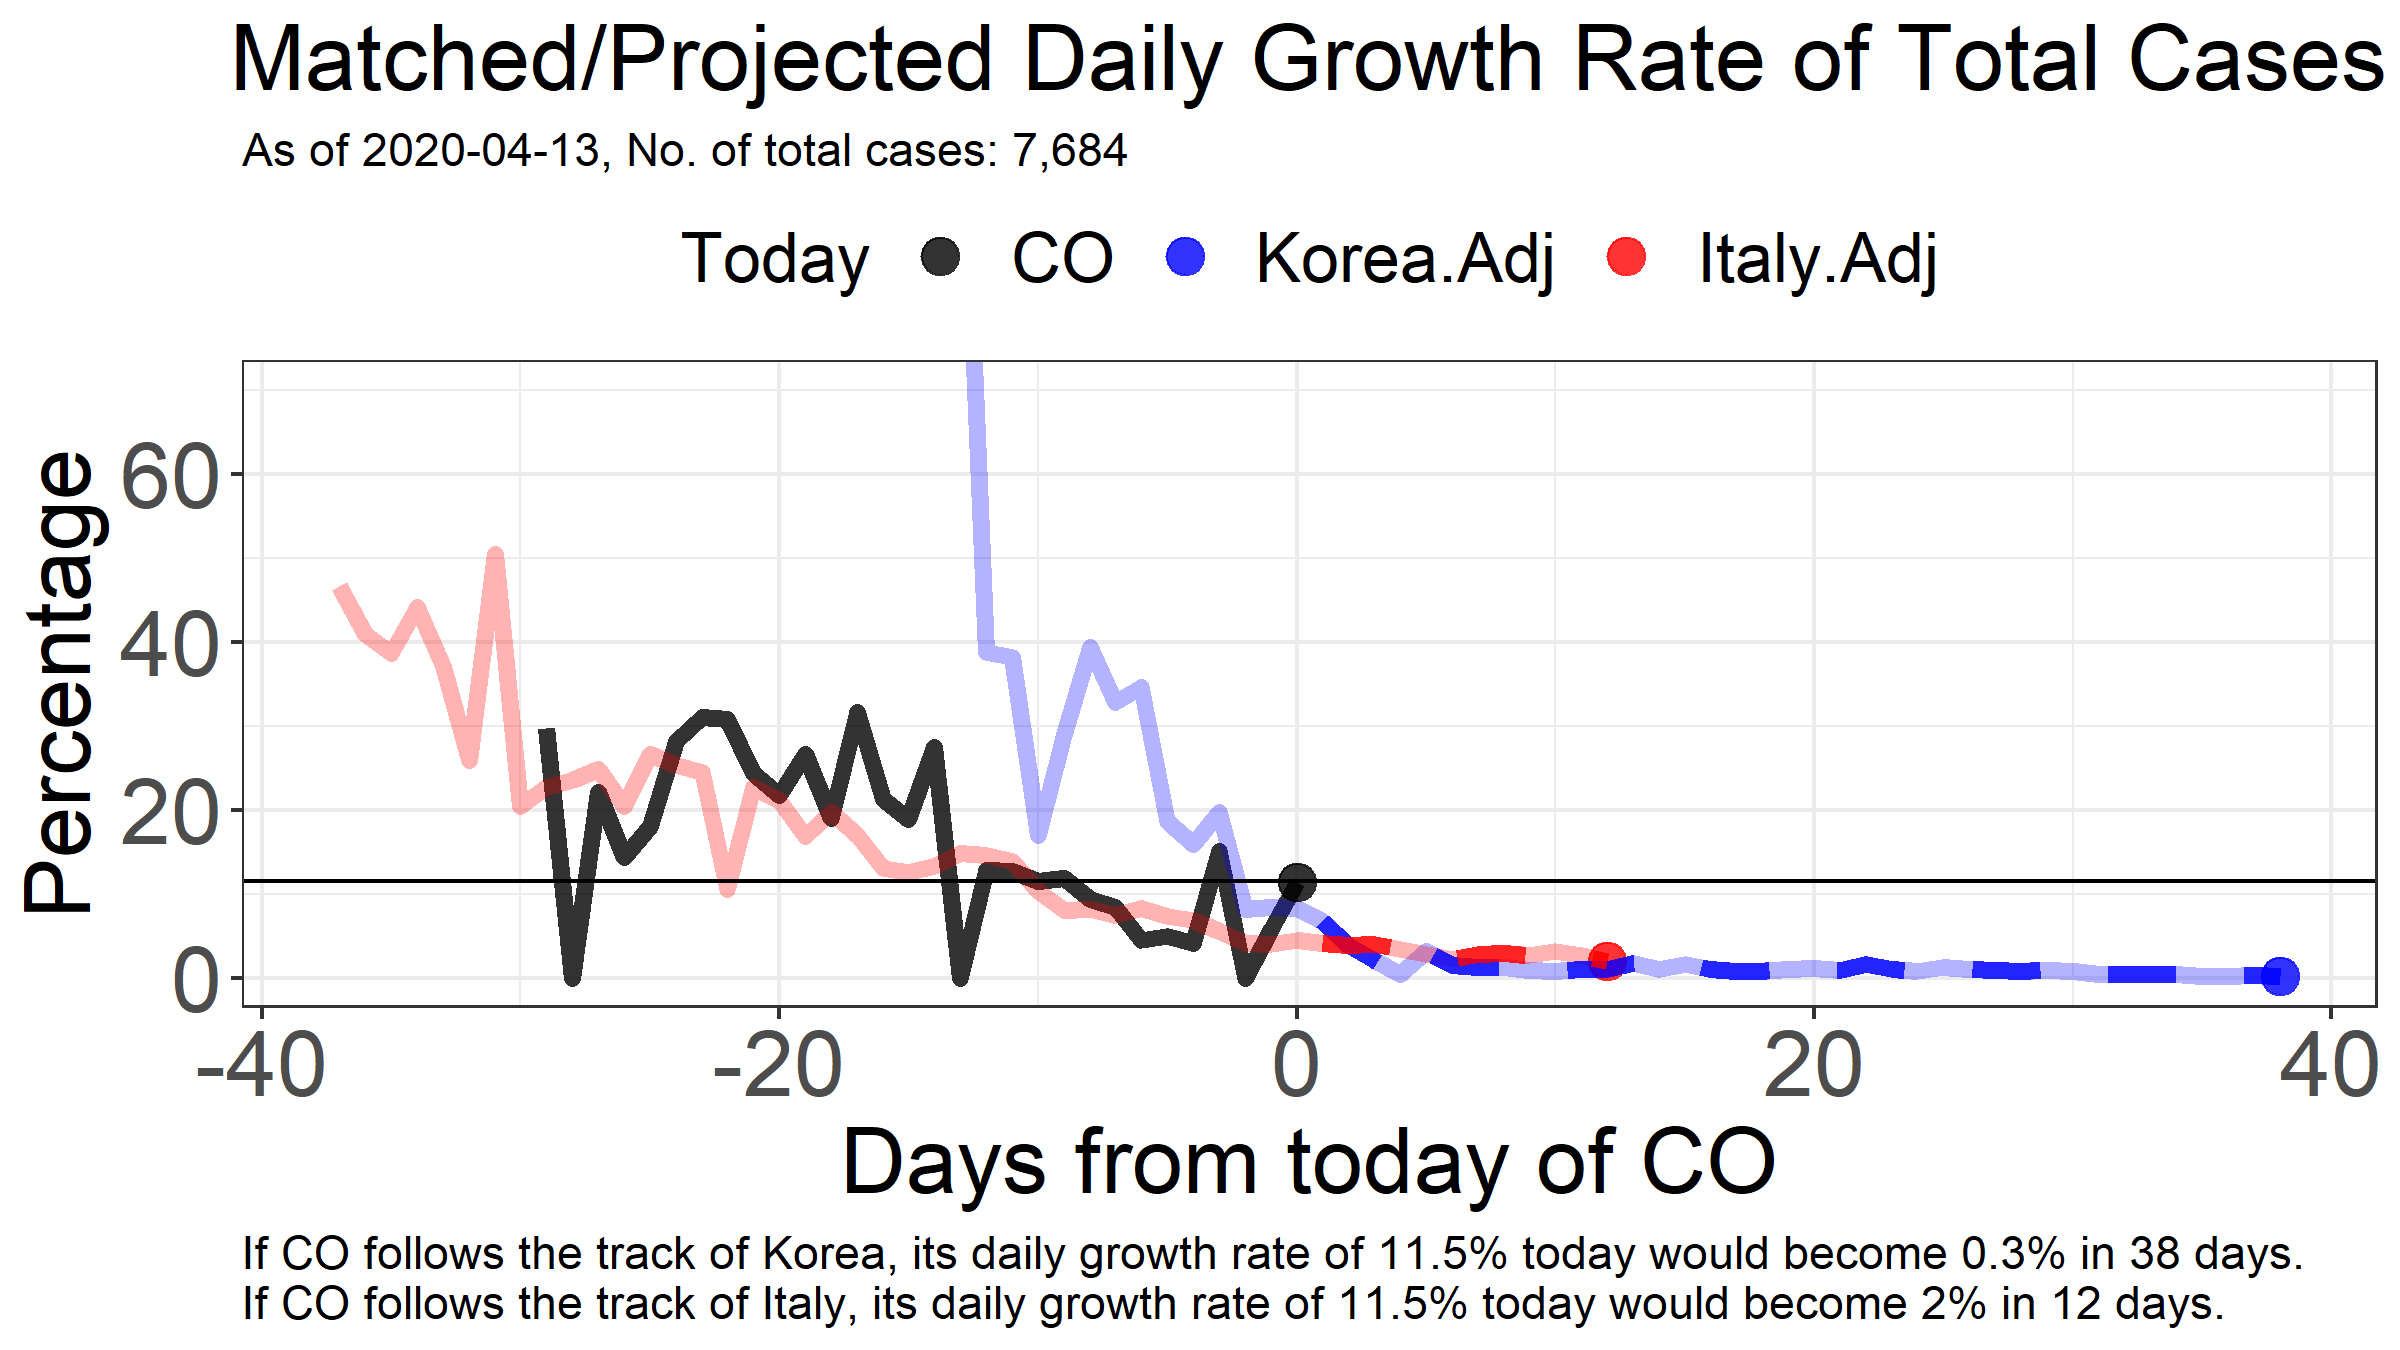 Matched/Projected Daily Growth Rate of Total Cases
As of 2020-04-13, No. of total cases: 7,684
Today CO Korea.Adj Italy.Adj
Percentage
60
40
20
0
-40 -20 0 20 40
Days from today of CO
If CO follows the track of Korea, its daily growth rate of 11.5% today would become 0.3% in 38 days.
If CO follows the track of Italy, its daily growth rate of 11.5% today would become 2% in 12 days.